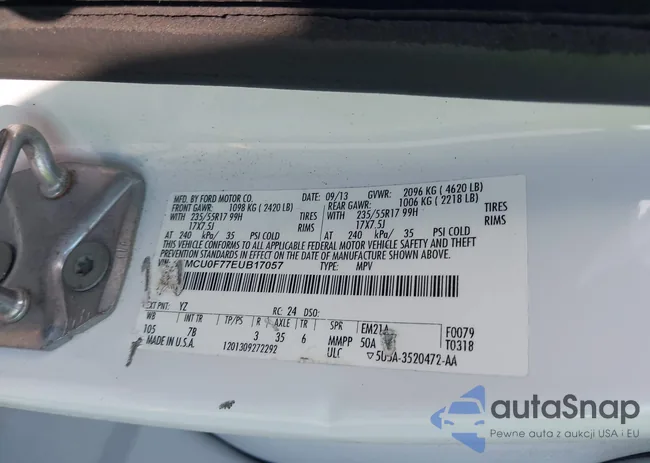 MFD. BY FORD MOTOR CO. 09/13 GVWR: 2096 KG ( 4620 LB)
FRONT GAWR: 1098 KG ( 2420 LB) REAR GAWR: 1006 KG ( 2218 LB)
WITH 235/55R17 99H TIRES WITH 235/55R17 99H TIRES
17X7.5J RIMS 17X7.5J RIMS
AT 240 kPa/ 35 PSI COLD AT 240 kPa/ 35 PSI COLD
THIS VEHICLE CONFORMS TO ALL APPLICABLE FEDERAL MOTOR VEHICLE SAFETY AND THEFT
PREVENTION STANDARDS IN EFFECT ON THE DATE OF MANUFACTURE SHOWN ABOVE.
MCU0F77EUB17057 TYPE: MPV
EXT PNT: YZ RC: 24 DSO:
WB INT TR TP/PS R AXLE TR SPR EM21A F0079
105 7B 3 35 6 MMPP 50A T0318
MADE IN U.S.A. 1201309272292 ULC 5U5A-3520472-AA
autaSnap
Pewne auta z aukcji USA i EU